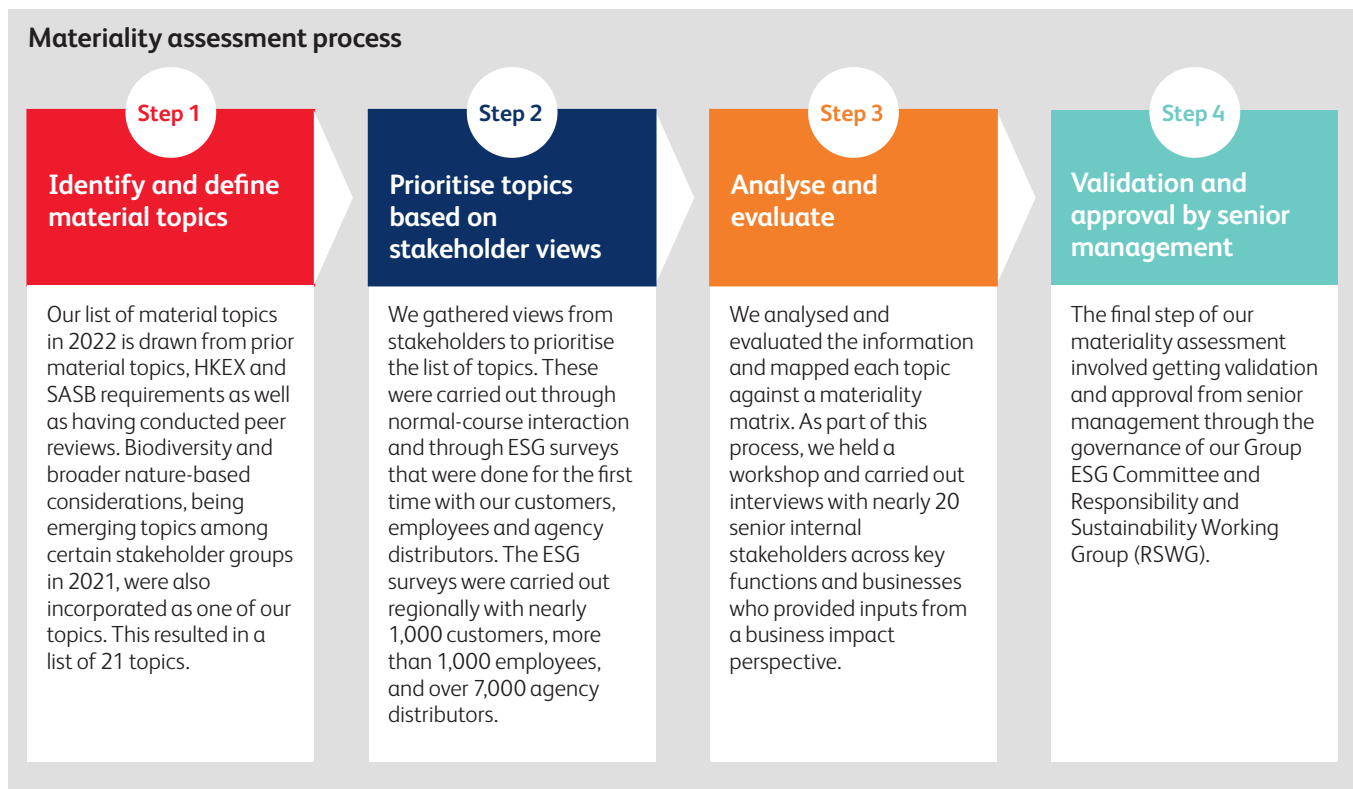 Materiality assessment process
Step 1
Identify and define
material topics
Our list of material topics
in 2022 is drawn from prior
material topics, HKEX and
SASB requirements as well
as having conducted peer
reviews. Biodiversity and
broader nature-based
considerations, being
emerging topics among
certain stakeholder groups
in 2021, were also
incorporated as one of our
topics. This resulted in a
list of 21 topics.
Step 2
Prioritise topics
based on
stakeholder views
We gathered views from
stakeholders to prioritise
the list of topics. These
were carried out through
normal-course interaction
and through ESG surveys
that were done for the first
time with our customers,
employees and agency
distributors. The ESG
surveys were carried out
regionally with nearly
1,000 customers, more
than 1,000 employees,
and over 7,000 agency
distributors.
Step 3
Analyse and
evaluate
We analysed and
evaluated the information
and mapped each topic
against a materiality
matrix. As part of this
process, we held a
workshop and carried out
interviews with nearly 20
senior internal
stakeholders across key
functions and businesses
who provided inputs from
a business impact
perspective.
Step 4
Validation and
approval by senior
management
The final step of our
materiality assessment
involved getting validation
and approval from senior
management through the
governance of our Group
ESG Committee and
Responsibility and
Sustainability Working
Group (RSWG).